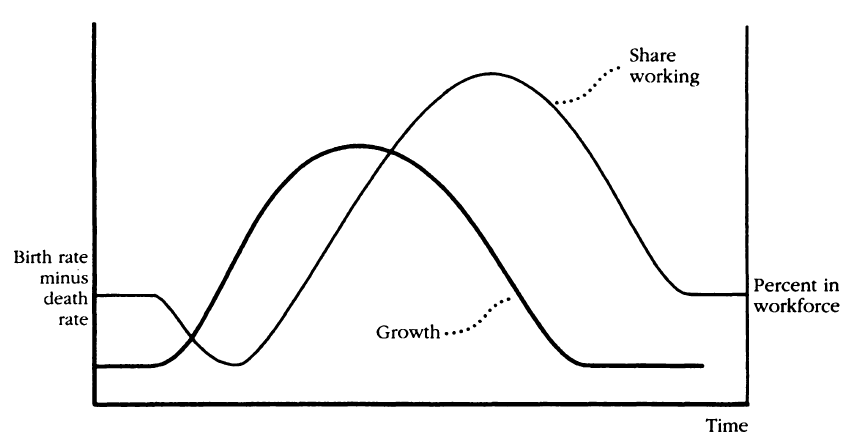 Share
working
Birth rate
minus
death
rate
Percent in
workforce
Growth
Time